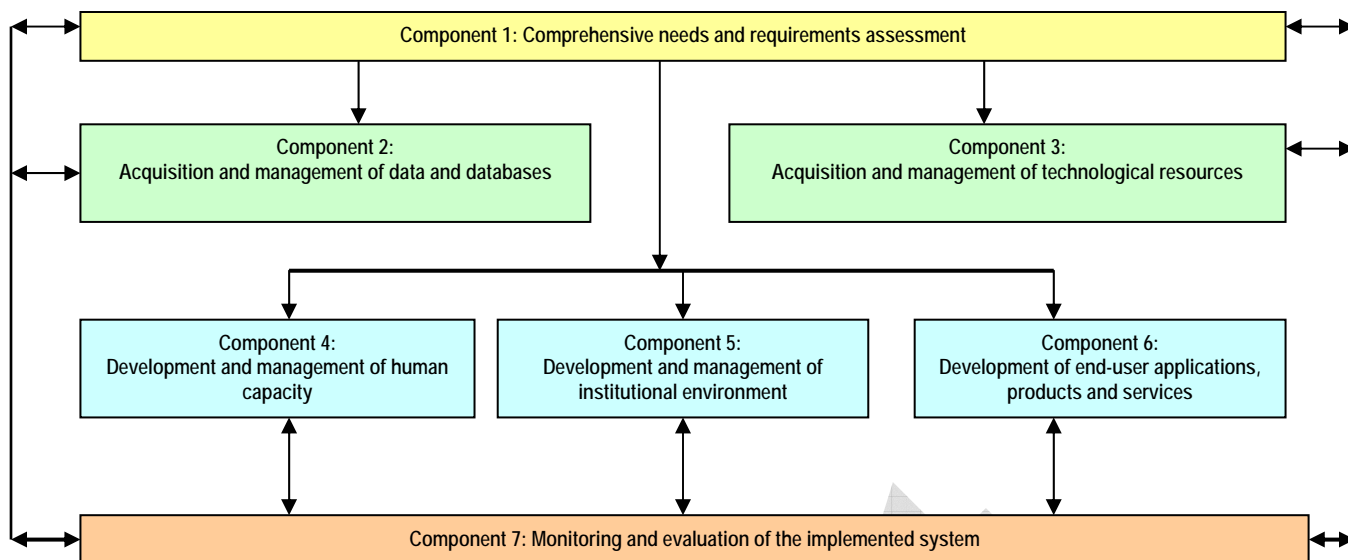 Component 1: Comprehensive needs and requirements assessment
Component 2:
Acquisition and management of data and databases
Component 3:
Acquisition and management of technological resources
Component 4:
Development and management of human
capacity
Component 5:
Development and management of
institutional environment
Component 6:
Development of end-user applications,
products and services
Component 7: Monitoring and evaluation of the implemented system